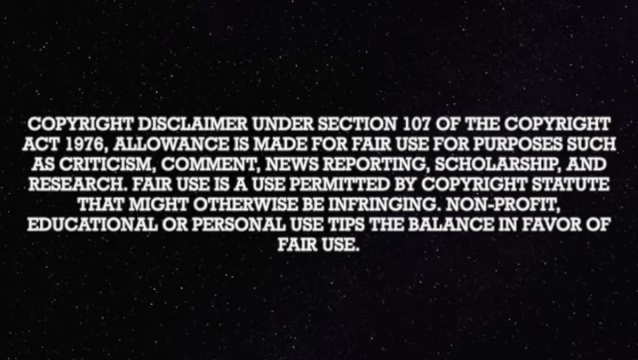 COPYRIGHT DISCLAIMER UNDER SECTION 107 OF THE COPYRIGHT
ACT 1976, ALLOWANCE IS MADE FOR FAIR USE FOR PURPOSES SUCH
AS CRITICISM, COMMENT, NEWS REPORTING, SCHOLARSHIP, AND
RESEARCH. FAIR USE IS A USE PERMITTED BY COPYRIGHT STATUTE
THAT MIGHT OTHERWISE BE INFRINGING. NON-PROFIT,
EDUCATIONAL OR PERSONAL USE TIPS THE BALANCE IN FAVOR OF
FAIR USE.